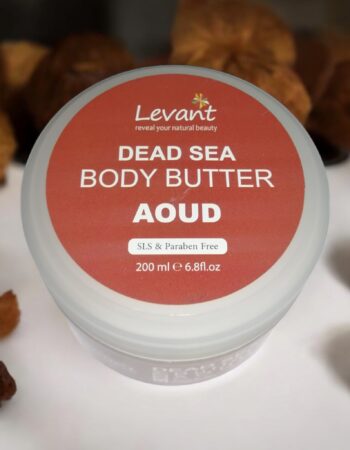 Levant
reveal your natural beauty
DEAD SEA
BODY BUTTER
AOUD
SLS & Paraben Free
200 ml ℮ 6.8fl.oz